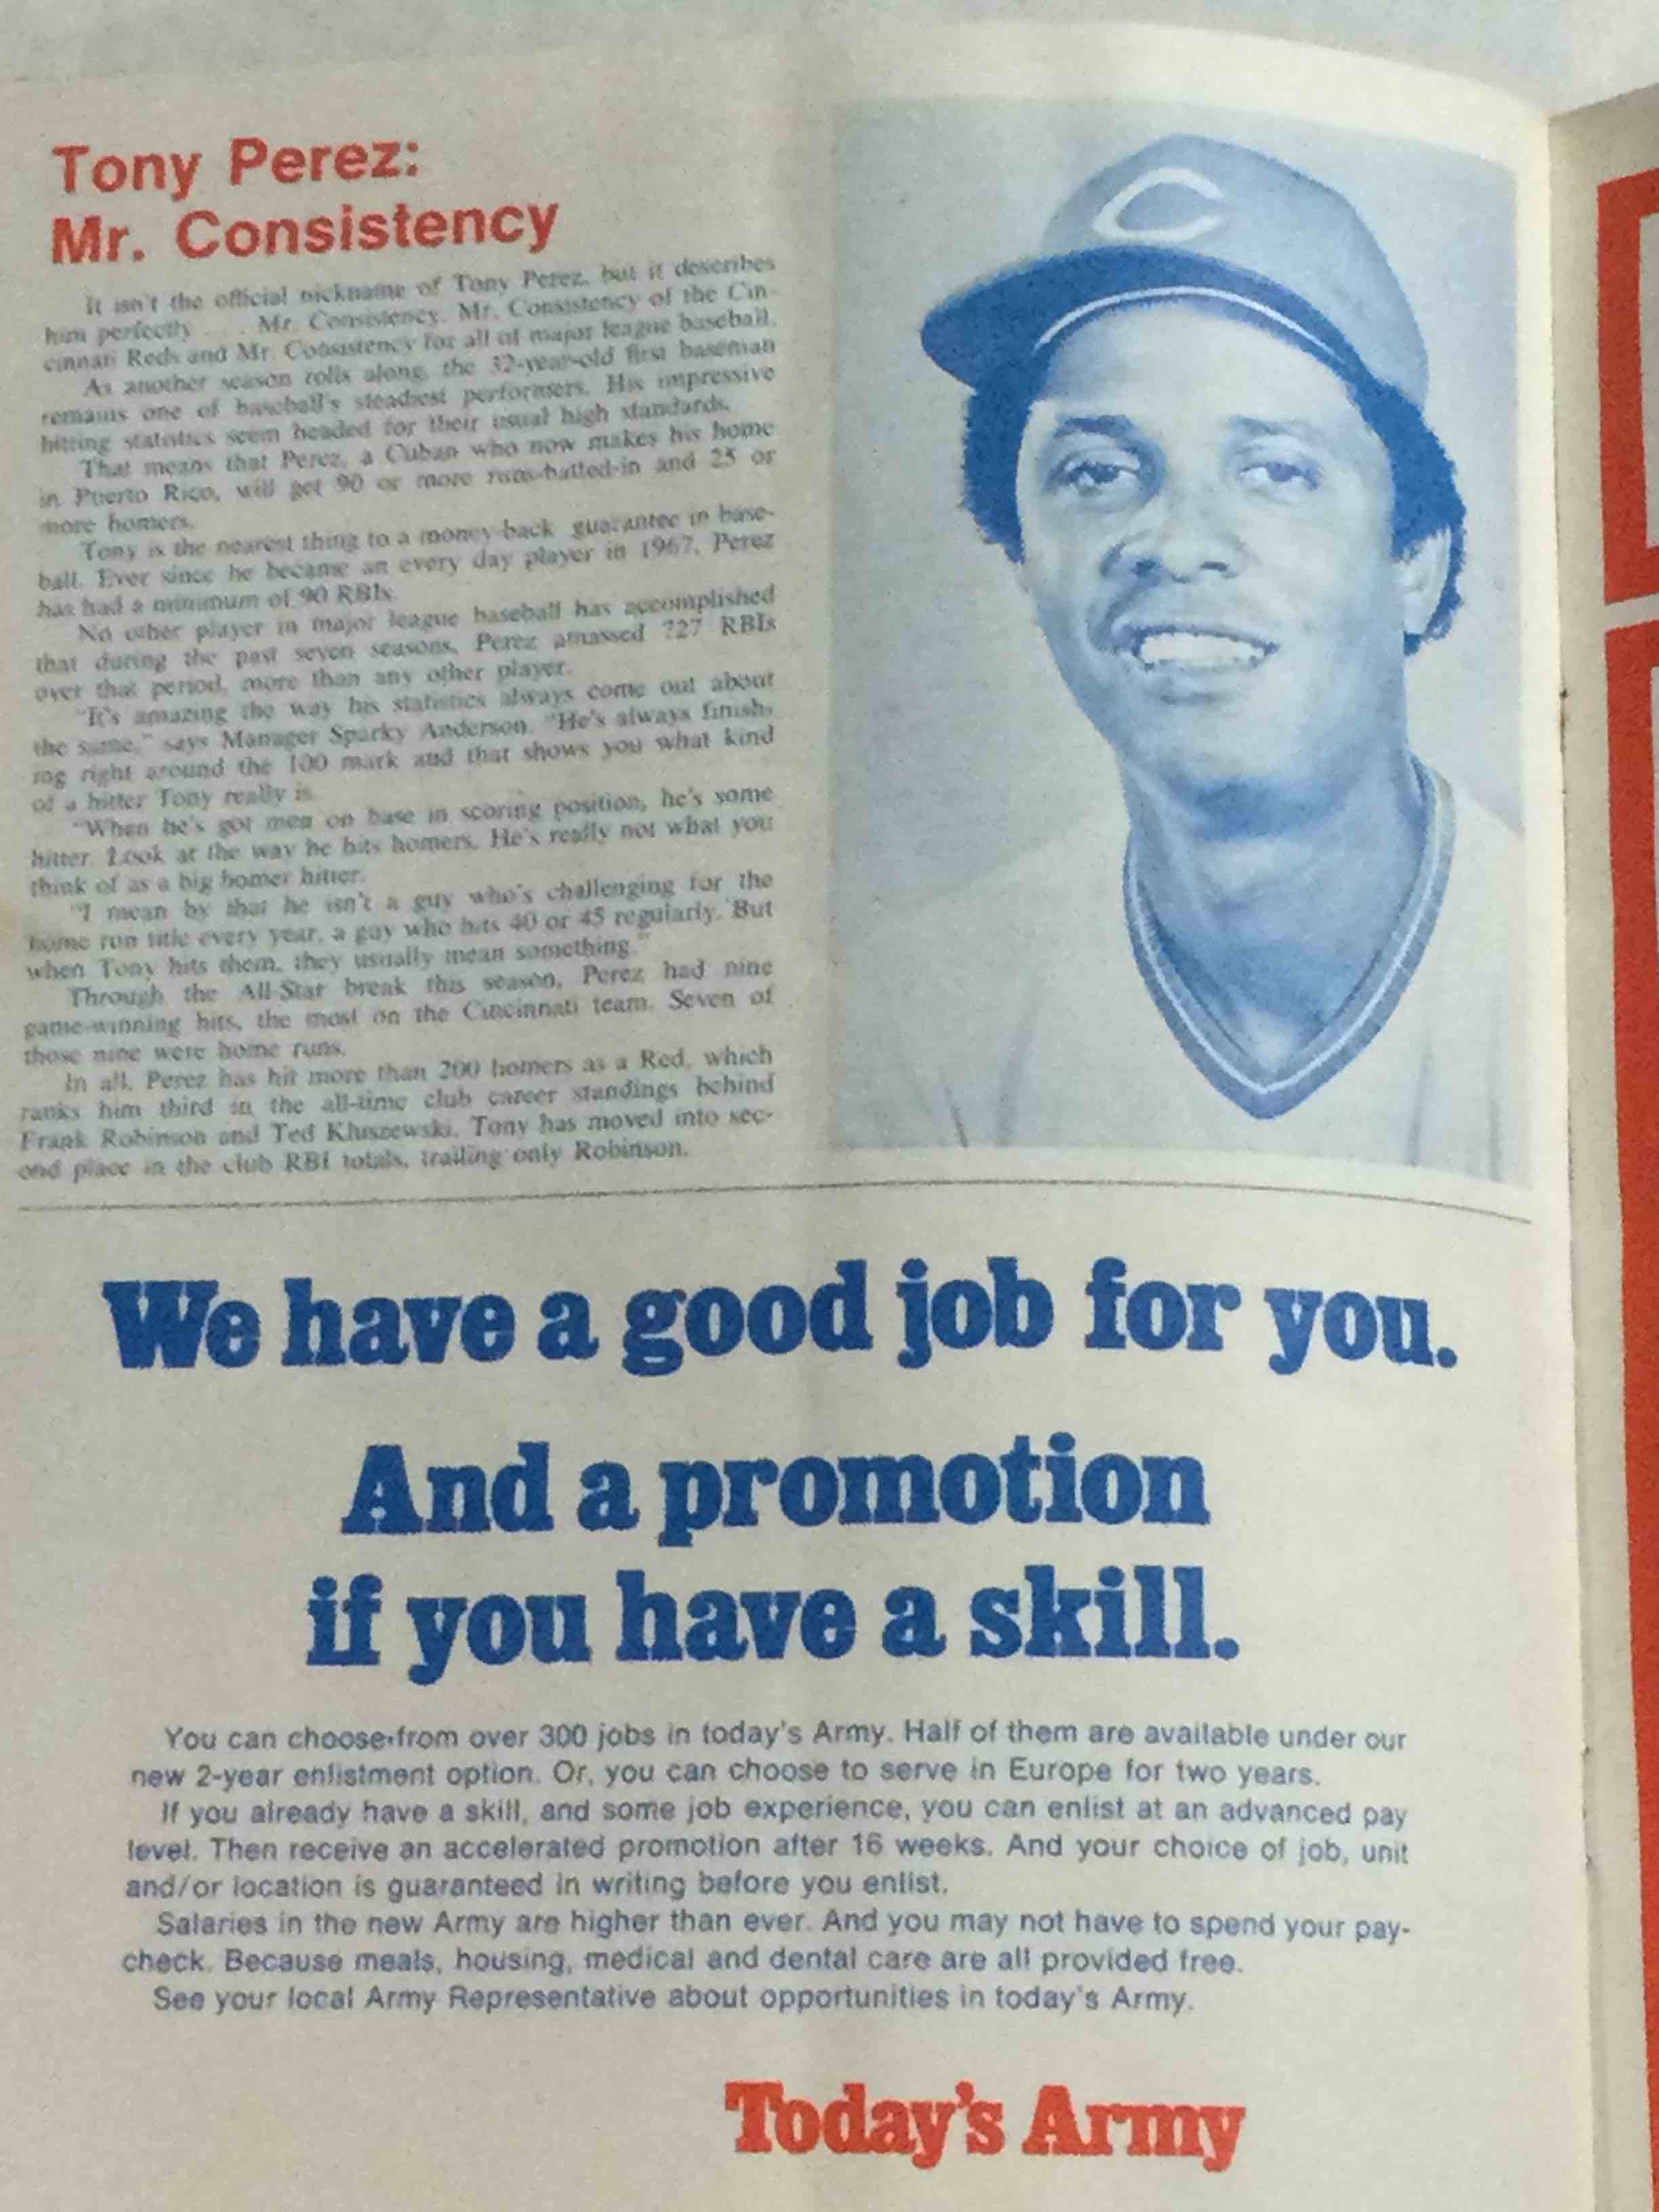 Tony Perez:
Mr. Consistency
It isn't the official nickname of Tony Perez, but it describes
him perfectly . . . Mr. Consistency. Mr. Consistency of the Cin-
cinnati Reds and Mr. Consistency for all of major league baseball.
As another season rolls along, the 32-year-old first baseman
remains one of baseball's steadiest performers. His impressive
hitting statistics seem headed for their usual high standards.
That means that Perez, a Cuban who now makes his home
in Puerto Rico, will get 90 or more runs-batted-in and 25 or
more homers.
Tony is the nearest thing to a money-back guarantee in base-
ball. Ever since he became an every day player in 1967, Perez
has had a minimum of 90 RBIs.
No other player in major league baseball has accomplished
that during the past seven seasons. Perez amassed 727 RBIs
over that period, more than any other player.
"It's amazing the way his statistics always come out about
the same," says Manager Sparky Anderson. "He's always finish-
ing right around the 100 mark and that shows you what kind
of a hitter Tony really is.
"When he's got men on base in scoring position, he's some
hitter. Look at the way he hits homers. He's really not what you
think of as a big homer hitter.
"I mean by that he isn't a guy who's challenging for the
home run title every year, a guy who hits 40 or 45 regularly. But
when Tony hits them, they usually mean something."
Through the All-Star break this season, Perez had nine
game-winning hits, the most on the Cincinnati team. Seven of
those nine were home runs.
In all, Perez has hit more than 200 homers as a Red, which
ranks him third in the all-time club career standings behind
Frank Robinson and Ted Kluszewski. Tony has moved into sec-
ond place in the club RBI totals, trailing only Robinson.
C
We have a good job for you.
And a promotion
if you have a skill.
You can choose from over 300 jobs in today's Army. Half of them are available under our
new 2-year enlistment option. Or, you can choose to serve in Europe for two years.
If you already have a skill, and some job experience, you can enlist at an advanced pay
level. Then receive an accelerated promotion after 16 weeks. And your choice of job, unit
and/or location is guaranteed in writing before you enlist.
Salaries in the new Army are higher than ever. And you may not have to spend your pay-
check. Because meals, housing, medical and dental care are all provided free.
See your local Army Representative about opportunities in today's Army.
Today's Army